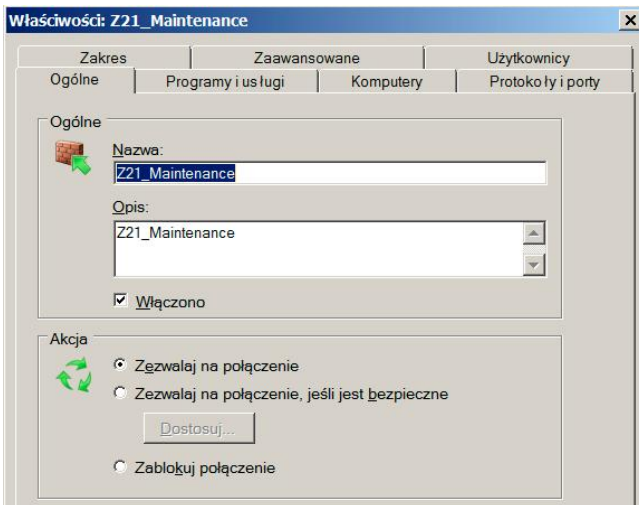 Właściwości: Z21_Maintenance
Zakres Zaawansowane Użytkownicy
Ogólne Programy i usługi Komputery Protokoły i porty
Ogólne
Nazwa:
Z21_Maintenance
Opis:
Z21_Maintenance
Włączono
Akcja
Zezwalaj na połączenie
Zezwalaj na połączenie, jeśli jest bezpieczne
Dostosuj...
Zablokuj połączenie